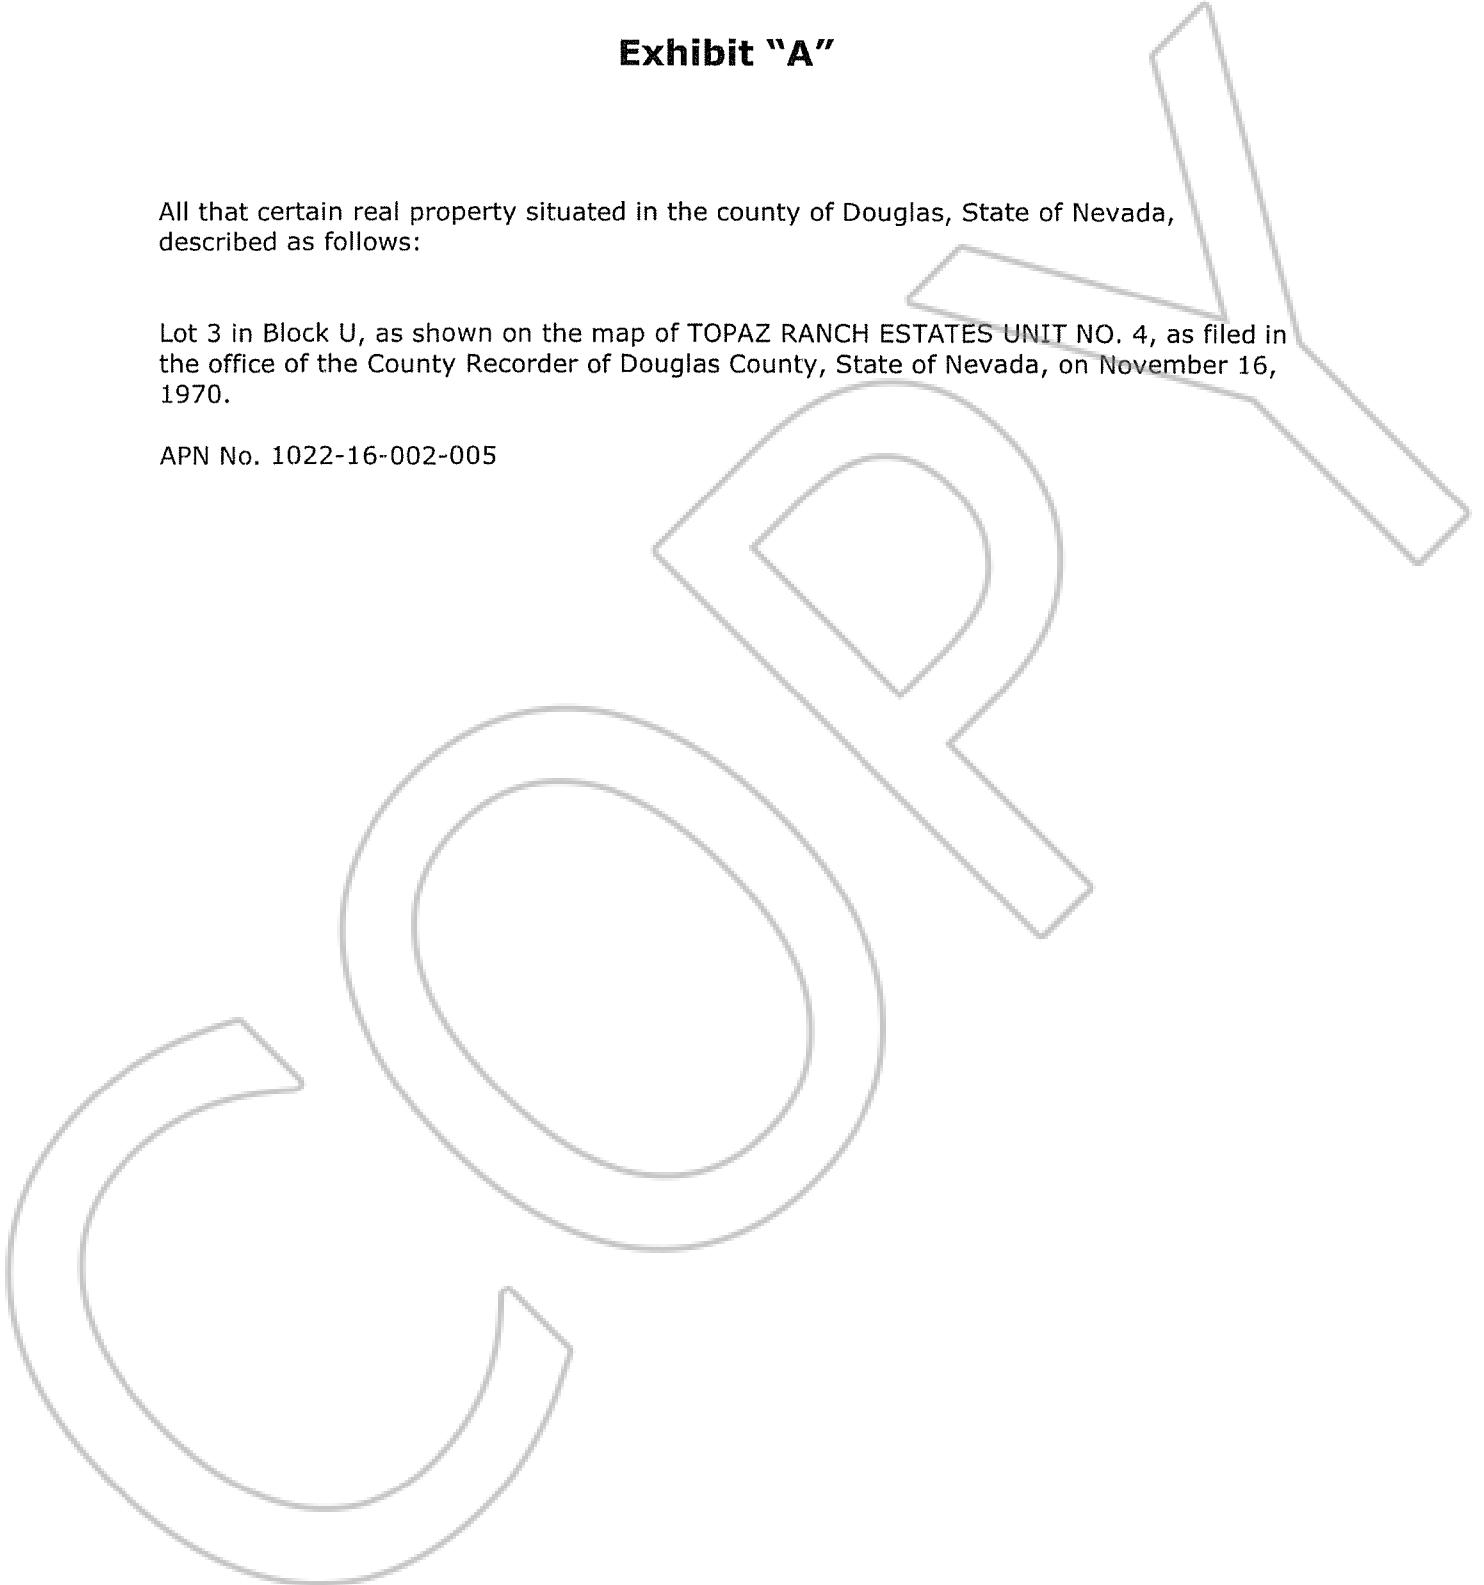 Exhibit “A”
All that certain real property situated in the county of Douglas, State of Nevada,
described as follows:
Lot 3 in Block U, as shown on the map of TOPAZ RANCH ESTATES UNIT NO. 4, as filed in
the office of the County Recorder of Douglas County, State of Nevada, on November 16,
1970.
APN No. 1022-16-002-005
COPY